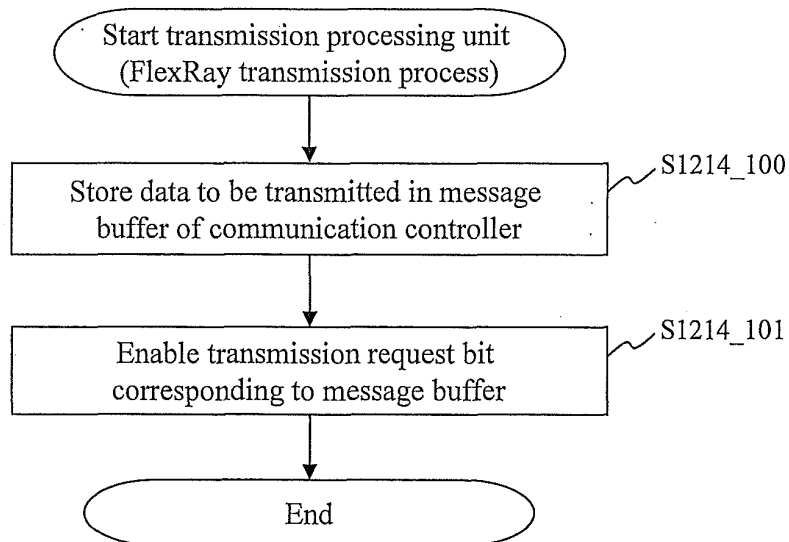 Start transmission processing unit
(FlexRay transmission process)
S1214_100
Store data to be transmitted in message
buffer of communication controller
S1214_101
Enable transmission request bit
corresponding to message buffer
End